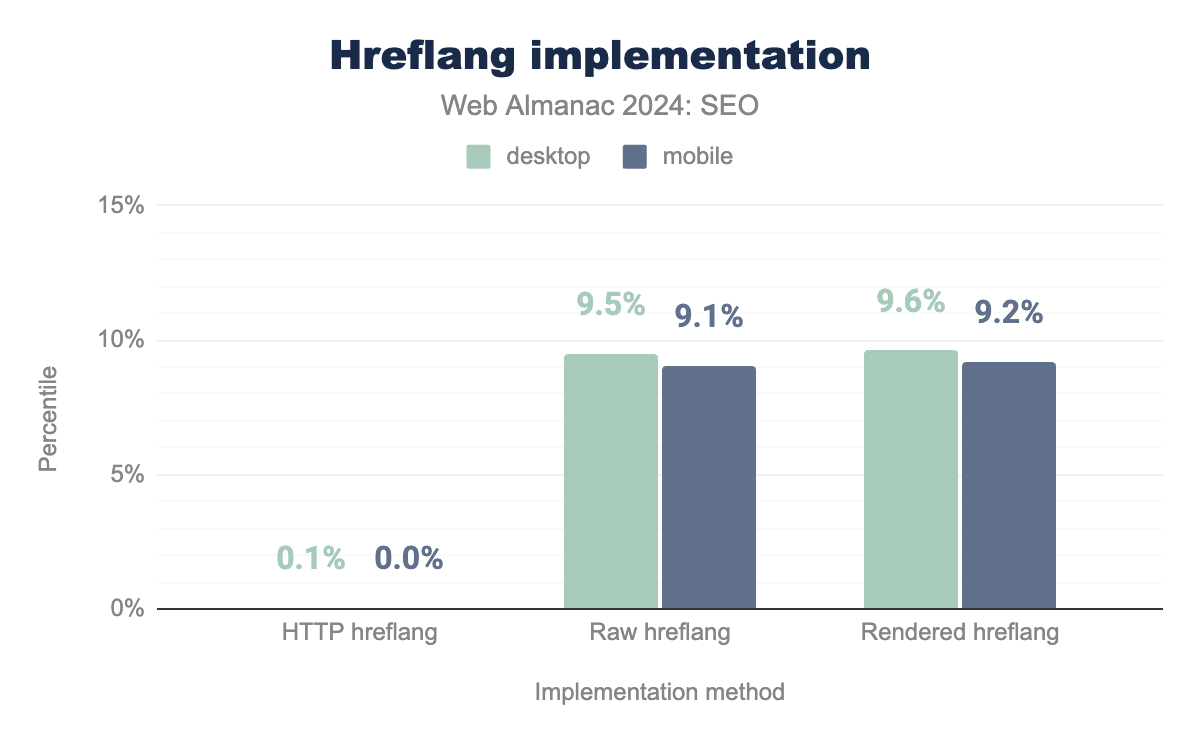 Hreflang implementation
Web Almanac 2024: SEO
desktop mobile
15%
10%
5%
0%
Percentile
9.5% 9.1% 9.6% 9.2%
0.1% 0.0%
HTTP hreflang Raw hreflang Rendered hreflang
Implementation method